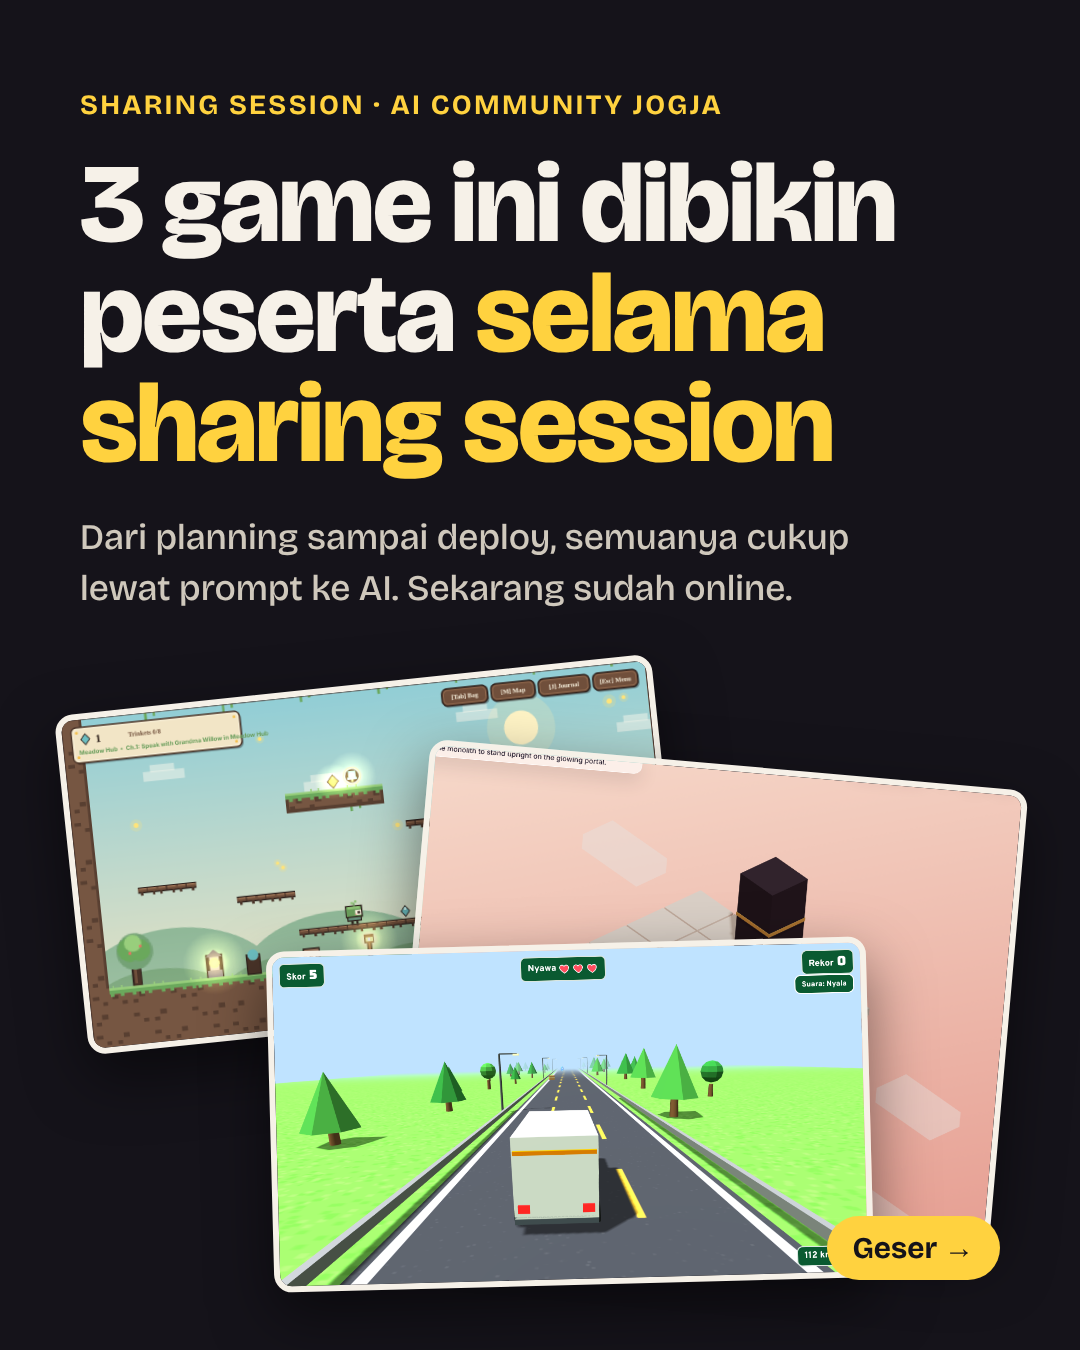 SHARING SESSION · AI COMMUNITY JOGJA
3 game ini dibikin
peserta selama
sharing session
Dari planning sampai deploy, semuanya cukup
lewat prompt ke AI. Sekarang sudah online.
[Tab] Bag
[M] Map
[J] Journal
[Esc] Menu
1
Trinkets 6/8
Meadow Hub • Ch.1: Speak with Grandma Willow in Meadow Hub
monolith to stand upright on the glowing portal.
Skor 5
Nyawa
Rekor 0
Suara: Nyala
112
Geser →